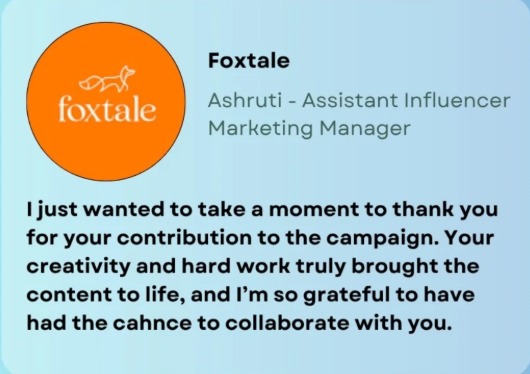 foxtale
Foxtale
Ashruti - Assistant Influencer
Marketing Manager
I just wanted to take a moment to thank you
for your contribution to the campaign. Your
creativity and hard work truly brought the
content to life, and I'm so grateful to have
had the cahnce to collaborate with you.